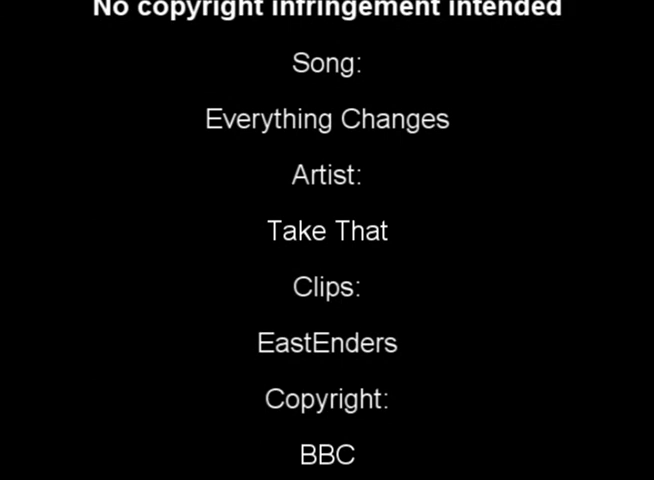 No copyright infringement intended
Song:
Everything Changes
Artist:
Take That
Clips:
EastEnders
Copyright:
BBC